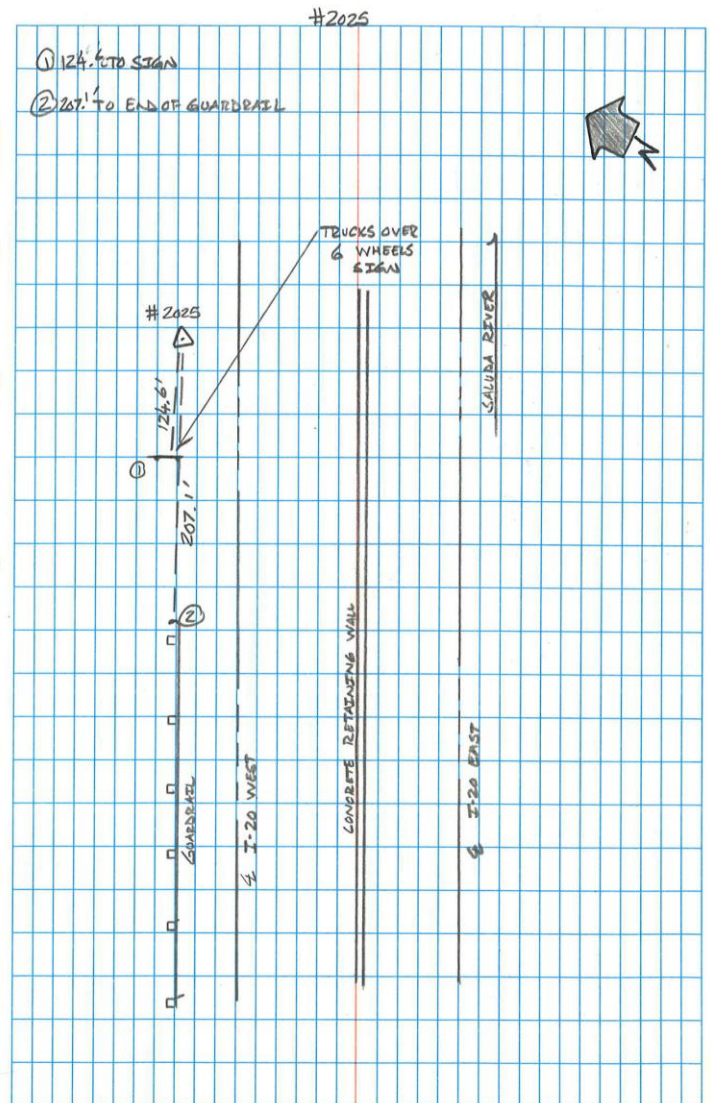 #2025
① 124.6' TO SIGN
② 207.1' TO END OF GUARDRAIL
N
TRUCKS OVER
6 WHEELS
SIGN
#2025
124.6'
①
207.1'
②
SALUDA RIVER
GUARDRAIL
℄ I-20 WEST
CONCRETE RETAINING WALL
℄ I-20 EAST